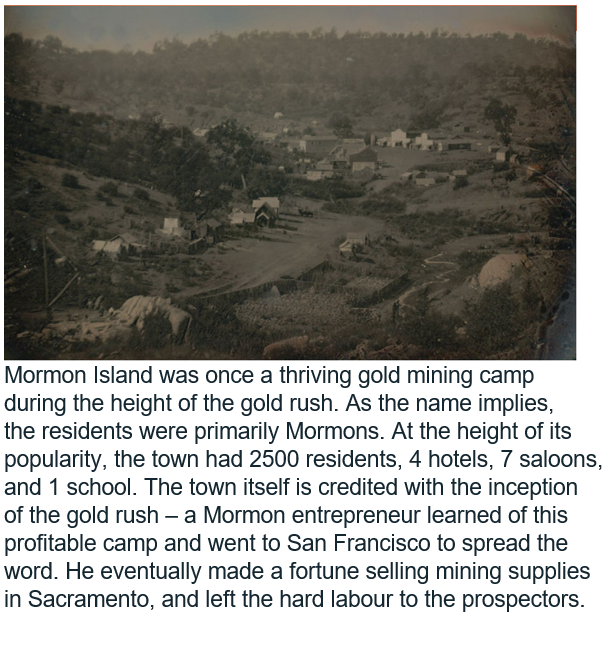 Mormon Island was once a thriving gold mining camp
during the height of the gold rush. As the name implies,
the residents were primarily Mormons. At the height of its
popularity, the town had 2500 residents, 4 hotels, 7 saloons,
and 1 school. The town itself is credited with the inception
of the gold rush – a Mormon entrepreneur learned of this
profitable camp and went to San Francisco to spread the
word. He eventually made a fortune selling mining supplies
in Sacramento, and left the hard labour to the prospectors.